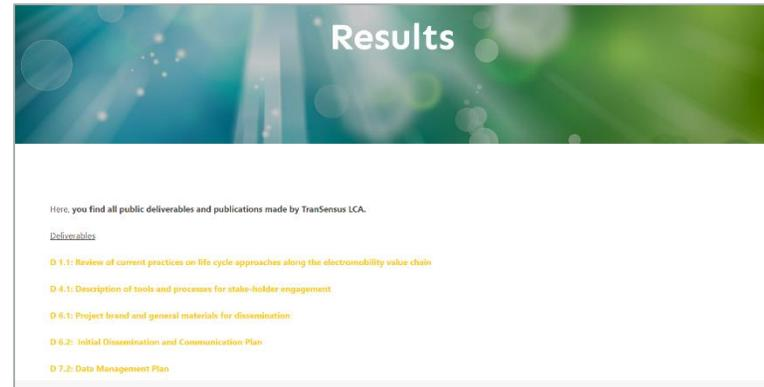 Results
Here, you find all public deliverables and publications made by TranSensus LCA.
Deliverables
D 1.1: Review of current practices on life cycle approaches along the electromobility value chain
D 4.1: Description of tools and processes for stake-holder engagement
D 6.1: Project brand and general materials for dissemination
D 6.2: Initial Dissemination and Communication Plan
D 7.2: Data Management Plan